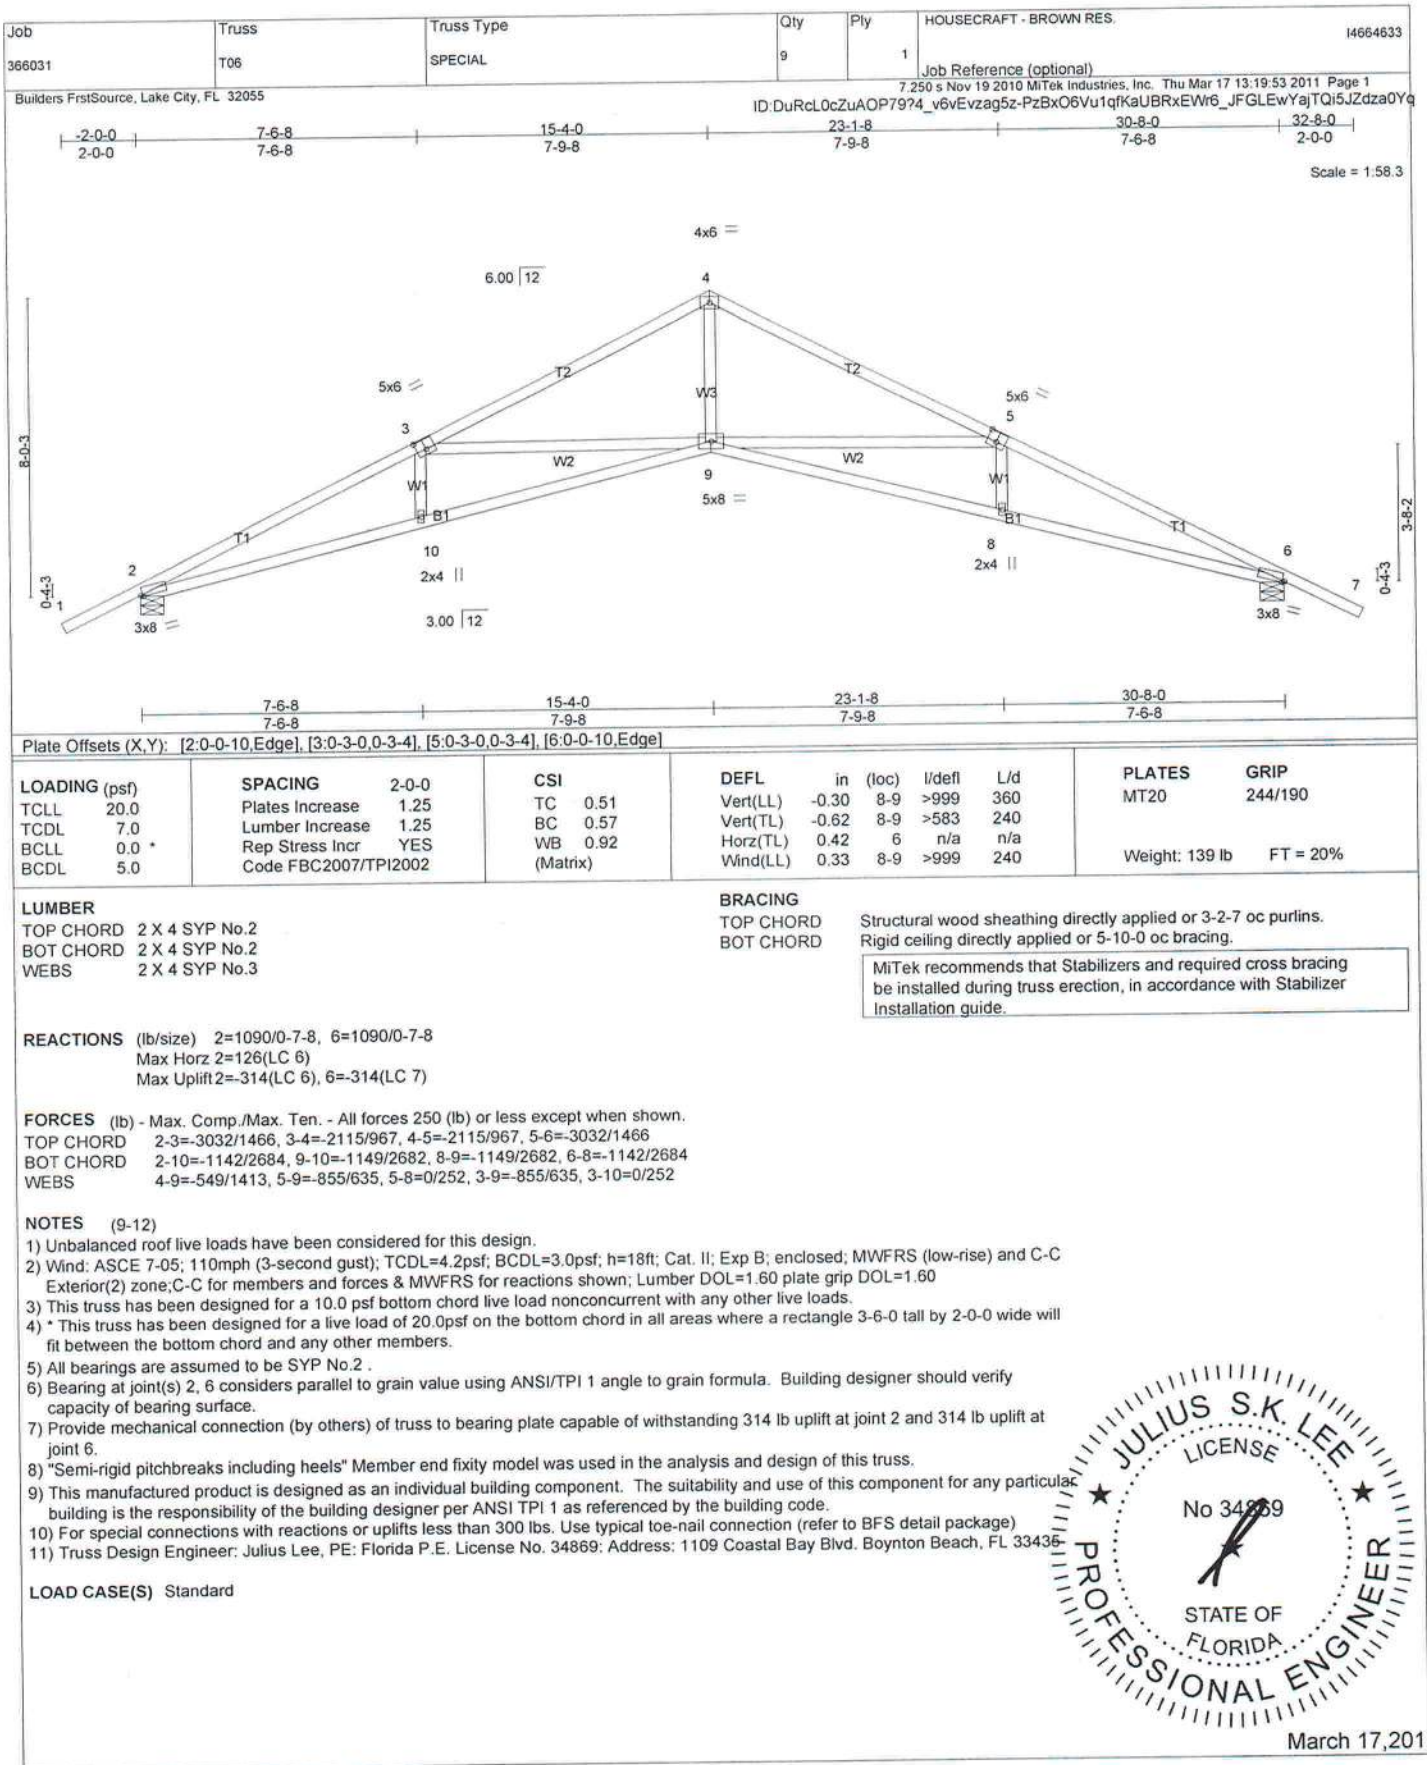 Job Truss Truss Type Qty Ply HOUSECRAFT - BROWN RES. I4664633
366031 T06 SPECIAL 9 1
Job Reference (optional)
Builders FrstSource, Lake City, FL 32055 7.250 s Nov 19 2010 MiTek Industries, Inc. Thu Mar 17 13:19:53 2011 Page 1
ID:DuRcL0cZuAOP79?4_v6vEvzag5z-PzBxO6Vu1qfKaUBRxEWr6_JFGLEwYajTQi5JZdza0Yq
-2-0-0 7-6-8 15-4-0 23-1-8 30-8-0 32-8-0
2-0-0 7-6-8 7-9-8 7-9-8 7-6-8 2-0-0
Scale = 1:58.3
4x6 =
6.00 12
4
T2 T2
5x6
5x6
W3
3
5
8-0-3
W2
W2
9
5x8 =
W1
W1
B1
B1
3-8-2
T1
T1
10
8
2x4 ||
2x4 ||
2
6
0-4-3
1
7
0-4-3
3x8 =
3.00 12
3x8 =
7-6-8 15-4-0 23-1-8 30-8-0
7-6-8 7-9-8 7-9-8 7-6-8
Plate Offsets (X,Y): [2:0-0-10,Edge], [3:0-3-0,0-3-4], [5:0-3-0,0-3-4], [6:0-0-10,Edge]
LOADING (psf)
TCLL 20.0
TCDL 7.0
BCLL 0.0 *
BCDL 5.0
SPACING 2-0-0
Plates Increase 1.25
Lumber Increase 1.25
Rep Stress Incr YES
Code FBC2007/TPI2002
CSI
TC 0.51
BC 0.57
WB 0.92
(Matrix)
DEFL in (loc) l/defl L/d
Vert(LL) -0.30 8-9 >999 360
Vert(TL) -0.62 8-9 >583 240
Horz(TL) 0.42 6 n/a n/a
Wind(LL) 0.33 8-9 >999 240
PLATES GRIP
MT20 244/190
Weight: 139 lb FT = 20%
LUMBER
TOP CHORD 2 X 4 SYP No.2
BOT CHORD 2 X 4 SYP No.2
WEBS 2 X 4 SYP No.3
BRACING
TOP CHORD Structural wood sheathing directly applied or 3-2-7 oc purlins.
BOT CHORD Rigid ceiling directly applied or 5-10-0 oc bracing.
MiTek recommends that Stabilizers and required cross bracing
be installed during truss erection, in accordance with Stabilizer
Installation guide.
REACTIONS (lb/size) 2=1090/0-7-8, 6=1090/0-7-8
Max Horz 2=126(LC 6)
Max Uplift2=-314(LC 6), 6=-314(LC 7)
FORCES (lb) - Max. Comp./Max. Ten. - All forces 250 (lb) or less except when shown.
TOP CHORD 2-3=-3032/1466, 3-4=-2115/967, 4-5=-2115/967, 5-6=-3032/1466
BOT CHORD 2-10=-1142/2684, 9-10=-1149/2682, 8-9=-1149/2682, 6-8=-1142/2684
WEBS 4-9=-549/1413, 5-9=-855/635, 5-8=0/252, 3-9=-855/635, 3-10=0/252
NOTES (9-12)
1) Unbalanced roof live loads have been considered for this design.
2) Wind: ASCE 7-05; 110mph (3-second gust); TCDL=4.2psf; BCDL=3.0psf; h=18ft; Cat. II; Exp B; enclosed; MWFRS (low-rise) and C-C
Exterior(2) zone;C-C for members and forces & MWFRS for reactions shown; Lumber DOL=1.60 plate grip DOL=1.60
3) This truss has been designed for a 10.0 psf bottom chord live load nonconcurrent with any other live loads.
4) * This truss has been designed for a live load of 20.0psf on the bottom chord in all areas where a rectangle 3-6-0 tall by 2-0-0 wide will
fit between the bottom chord and any other members.
5) All bearings are assumed to be SYP No.2 .
6) Bearing at joint(s) 2, 6 considers parallel to grain value using ANSI/TPI 1 angle to grain formula. Building designer should verify
capacity of bearing surface.
7) Provide mechanical connection (by others) of truss to bearing plate capable of withstanding 314 lb uplift at joint 2 and 314 lb uplift at
joint 6.
8) "Semi-rigid pitchbreaks including heels" Member end fixity model was used in the analysis and design of this truss.
9) This manufactured product is designed as an individual building component. The suitability and use of this component for any particular
building is the responsibility of the building designer per ANSI TPI 1 as referenced by the building code.
10) For special connections with reactions or uplifts less than 300 lbs. Use typical toe-nail connection (refer to BFS detail package)
11) Truss Design Engineer: Julius Lee, PE: Florida P.E. License No. 34869: Address: 1109 Coastal Bay Blvd. Boynton Beach, FL 33435
LOAD CASE(S) Standard
JULIUS S.K. LEE
LICENSE
No 34869
STATE OF
FLORIDA
PROFESSIONAL ENGINEER
March 17,201